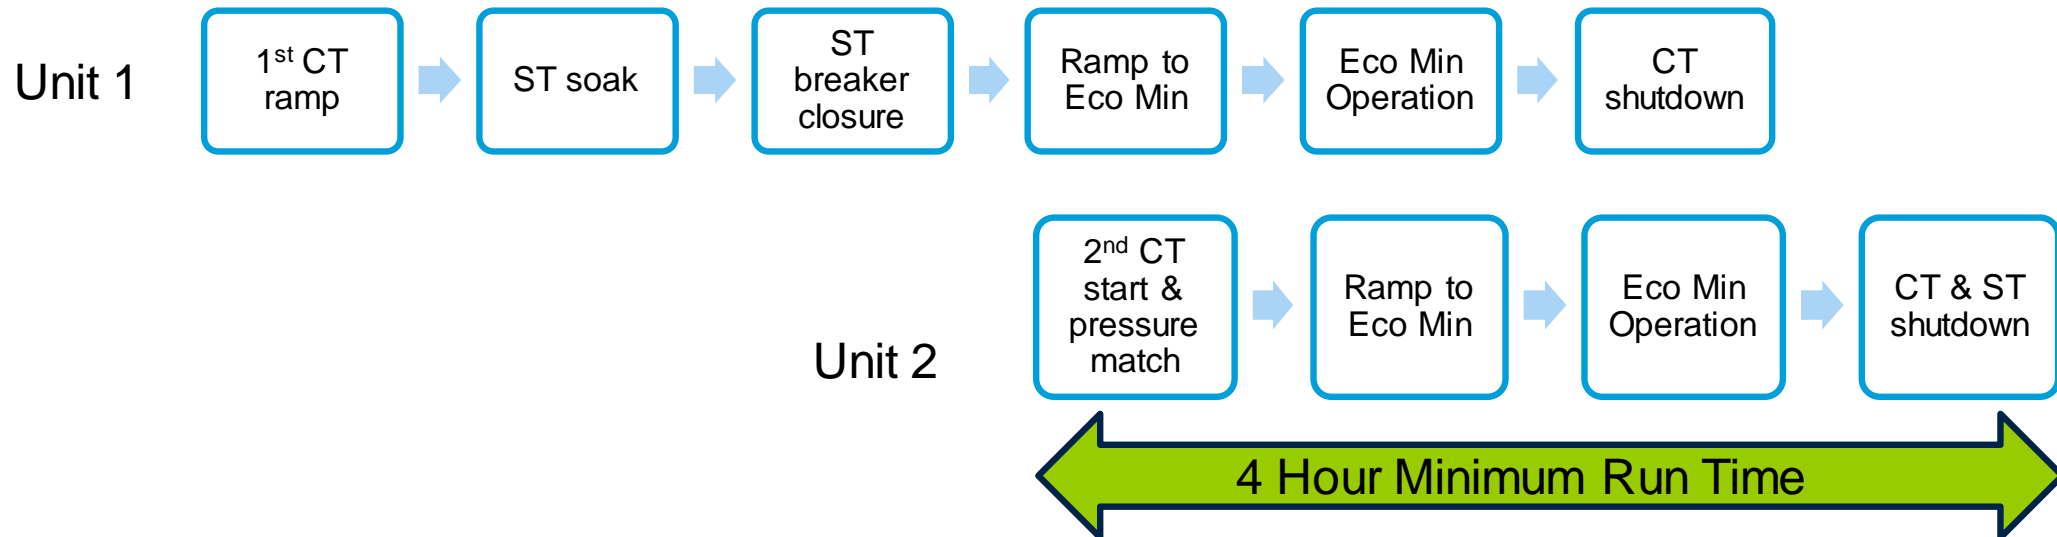 Unit 1
1st CT
ramp
ST soak
ST
breaker
closure
Ramp to
Eco Min
Eco Min
Operation
CT
shutdown
Unit 2
2nd CT
start &
pressure
match
Ramp to
Eco Min
Eco Min
Operation
CT & ST
shutdown
4 Hour Minimum Run Time